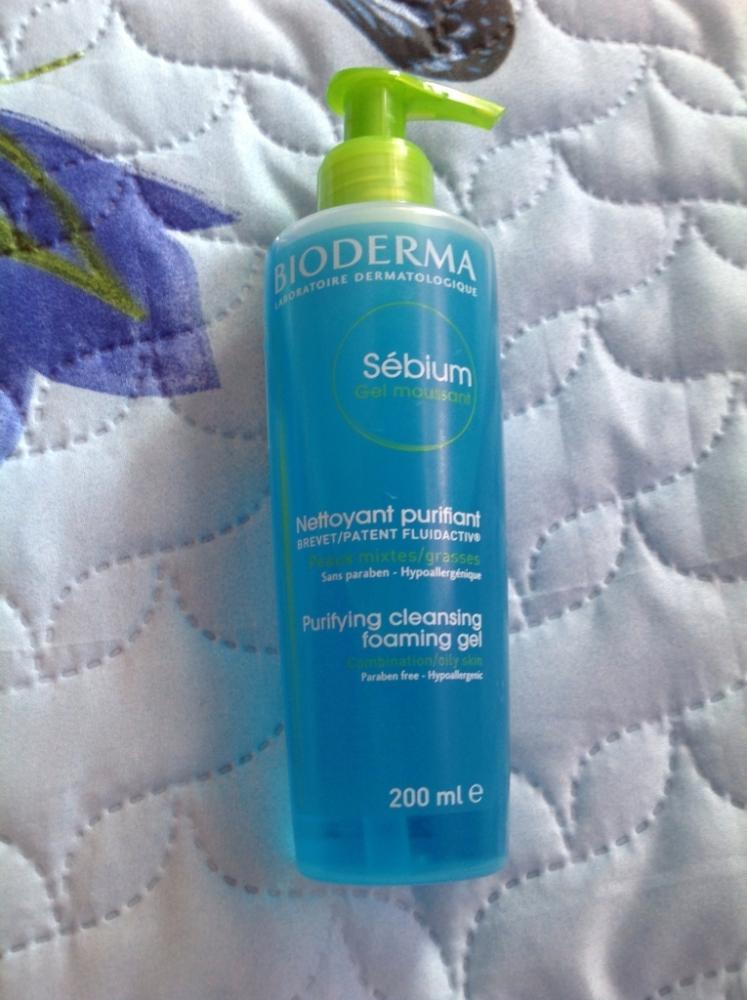 BIODERMA
LABORATOIRE DERMATOLOGIQUE
Sébium
Gel moussant
Nettoyant purifiant
BREVET/PATENT FLUIDACTIV®
Peaux mixtes/grasses
Sans paraben - Hypoallergénique
Purifying cleansing
foaming gel
Combination/oily skin
Paraben free - Hypoallergenic
200 ml e